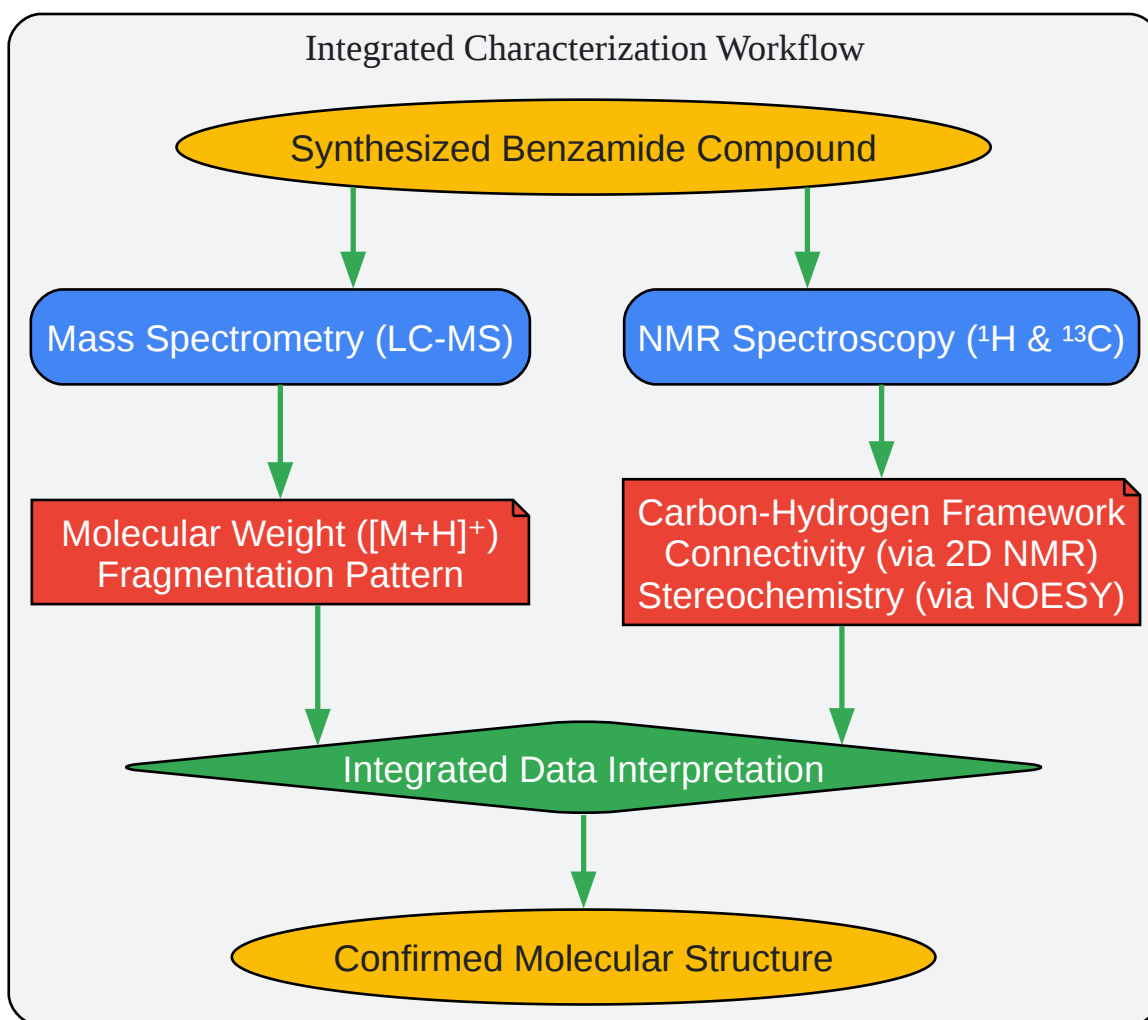 Integrated Characterization Workflow
Synthesized Benzamide Compound
Mass Spectrometry (LC-MS)
NMR Spectroscopy (¹H & ¹³C)
Molecular Weight ([M+H]⁺)
Fragmentation Pattern
Carbon-Hydrogen Framework
Connectivity (via 2D NMR)
Stereochemistry (via NOESY)
Integrated Data Interpretation
Confirmed Molecular Structure